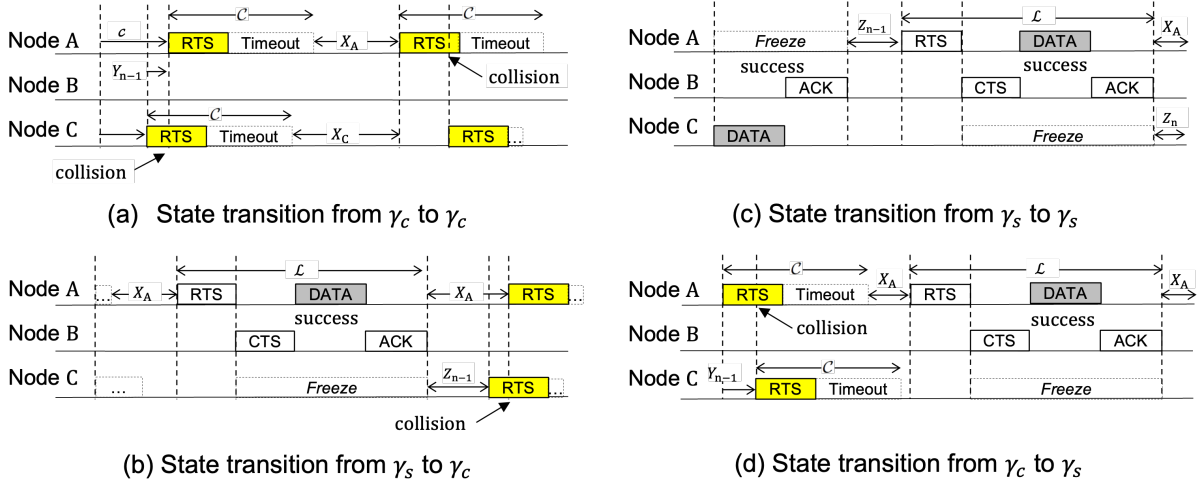 𝒞 𝒞
c
Node A RTS Timeout X_A RTS Timeout
Y_{n-1} collision
Node B
𝒞
Node C RTS Timeout X_C RTS ...
collision
(a) State transition from γ_c to γ_c
Z_{n-1} ℒ X_A
Node A Freeze RTS DATA
success success
Node B ACK CTS ACK
Node C DATA Freeze Z_n
(c) State transition from γ_s to γ_s
ℒ
Node A ... X_A RTS DATA X_A RTS ...
success
Node B CTS ACK
Node C ... Freeze Z_{n-1} RTS ...
collision
(b) State transition from γ_s to γ_c
𝒞 X_A ℒ X_A
Node A RTS Timeout RTS DATA
collision success
Node B CTS ACK
Y_{n-1} 𝒞
Node C RTS Timeout Freeze
(d) State transition from γ_c to γ_s